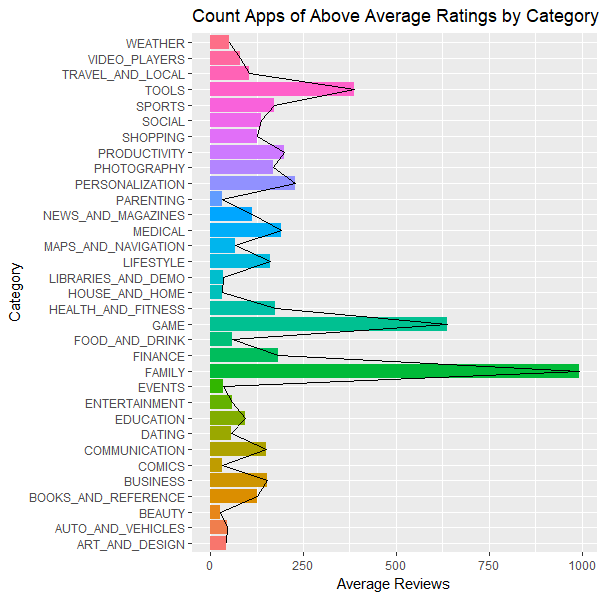 Count Apps of Above Average Ratings by Category
WEATHER
VIDEO_PLAYERS
TRAVEL_AND_LOCAL
TOOLS
SPORTS
SOCIAL
SHOPPING
PRODUCTIVITY
PHOTOGRAPHY
PERSONALIZATION
PARENTING
NEWS_AND_MAGAZINES
MEDICAL
MAPS_AND_NAVIGATION
LIFESTYLE
LIBRARIES_AND_DEMO
HOUSE_AND_HOME
HEALTH_AND_FITNESS
GAME
FOOD_AND_DRINK
FINANCE
FAMILY
EVENTS
ENTERTAINMENT
EDUCATION
DATING
COMMUNICATION
COMICS
BUSINESS
BOOKS_AND_REFERENCE
BEAUTY
AUTO_AND_VEHICLES
ART_AND_DESIGN
Category
0 250 500 750 1000
Average Reviews